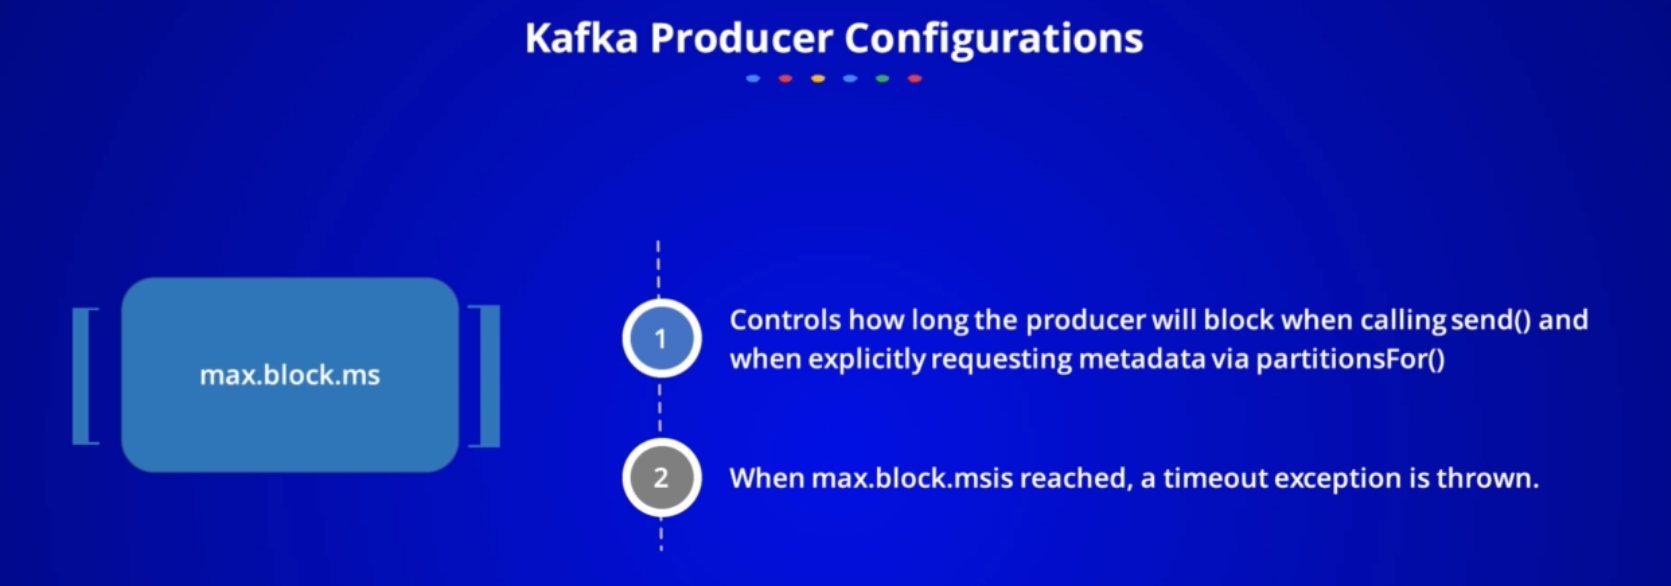 Kafka Producer Configurations
max.block.ms
1
Controls how long the producer will block when calling send() and
when explicitly requesting metadata via partitionsFor()
2
When max.block.msis reached, a timeout exception is thrown.